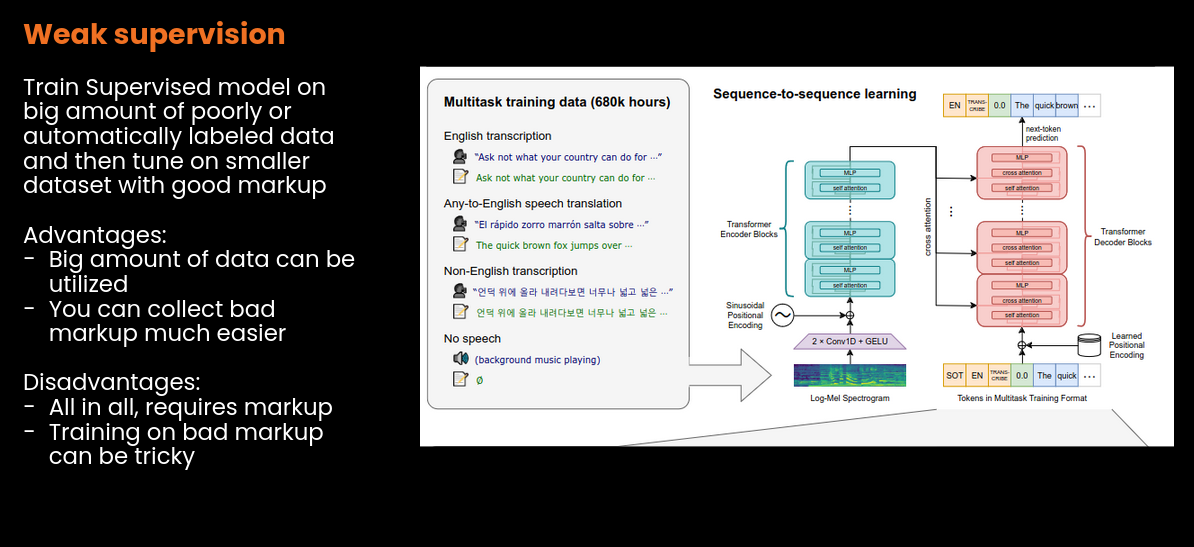 Weak supervision
Train Supervised model on
big amount of poorly or
automatically labeled data
and then tune on smaller
dataset with good markup
Advantages:
- Big amount of data can be
utilized
- You can collect bad
markup much easier
Disadvantages:
- All in all, requires markup
- Training on bad markup
can be tricky
Multitask training data (680k hours)
English transcription
“Ask not what your country can do for ⋯”
Ask not what your country can do for ⋯
Any-to-English speech translation
“El rápido zorro marrón salta sobre ⋯”
The quick brown fox jumps over ⋯
Non-English transcription
“언덕 위에 올라 내려다보면 너무나 넓고 넓은 ⋯”
언덕 위에 올라 내려다보면 너무나 넓고 넓은 ⋯
No speech
(background music playing)
∅
Sequence-to-sequence learning
EN TRANS-CRIBE 0.0 The quick brown ⋯
next-token
prediction
MLP
self attention
MLP
self attention
MLP
self attention
Transformer
Encoder Blocks
cross attention
MLP
cross attention
self attention
MLP
cross attention
self attention
MLP
cross attention
self attention
Transformer
Decoder Blocks
Sinusoidal
Positional
Encoding
2 × Conv1D + GELU
Log-Mel Spectrogram
Learned
Positional
Encoding
SOT EN TRANS-CRIBE 0.0 The quick ⋯
Tokens in Multitask Training Format